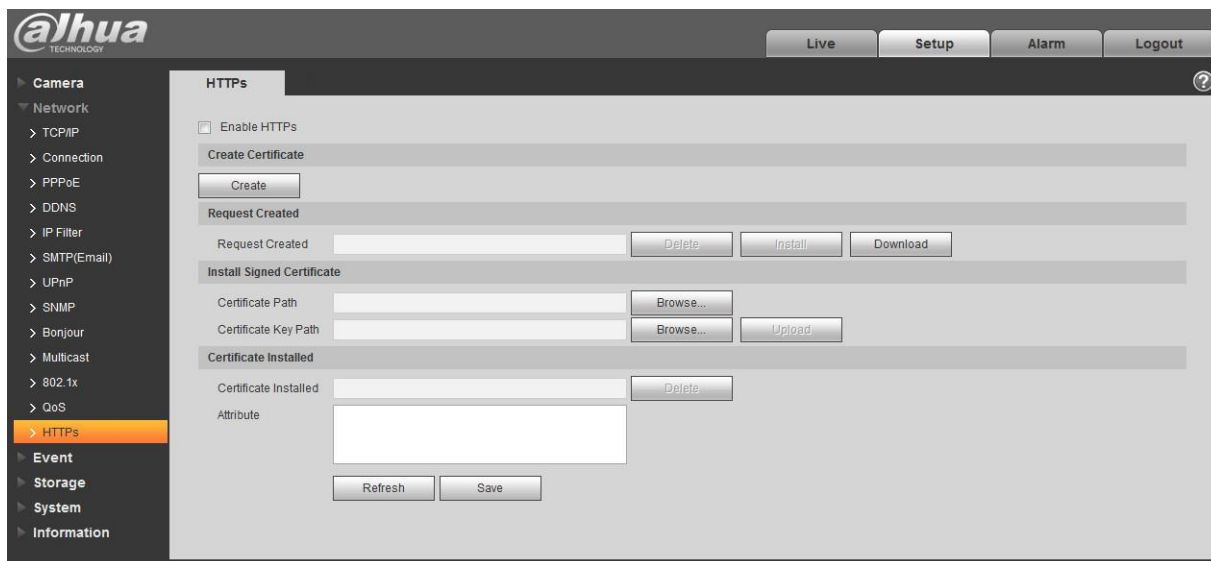 alhua
TECHNOLOGY
Live Setup Alarm Logout
Camera
Network
TCP/IP
Connection
PPPoE
DDNS
IP Filter
SMTP(Email)
UPnP
SNMP
Bonjour
Multicast
802.1x
QoS
HTTPs
Event
Storage
System
Information
HTTPs ?
Enable HTTPs
Create Certificate
Create
Request Created
Request Created Delete Install Download
Install Signed Certificate
Certificate Path Browse...
Certificate Key Path Browse... Upload
Certificate Installed
Certificate Installed Delete
Attribute
Refresh Save